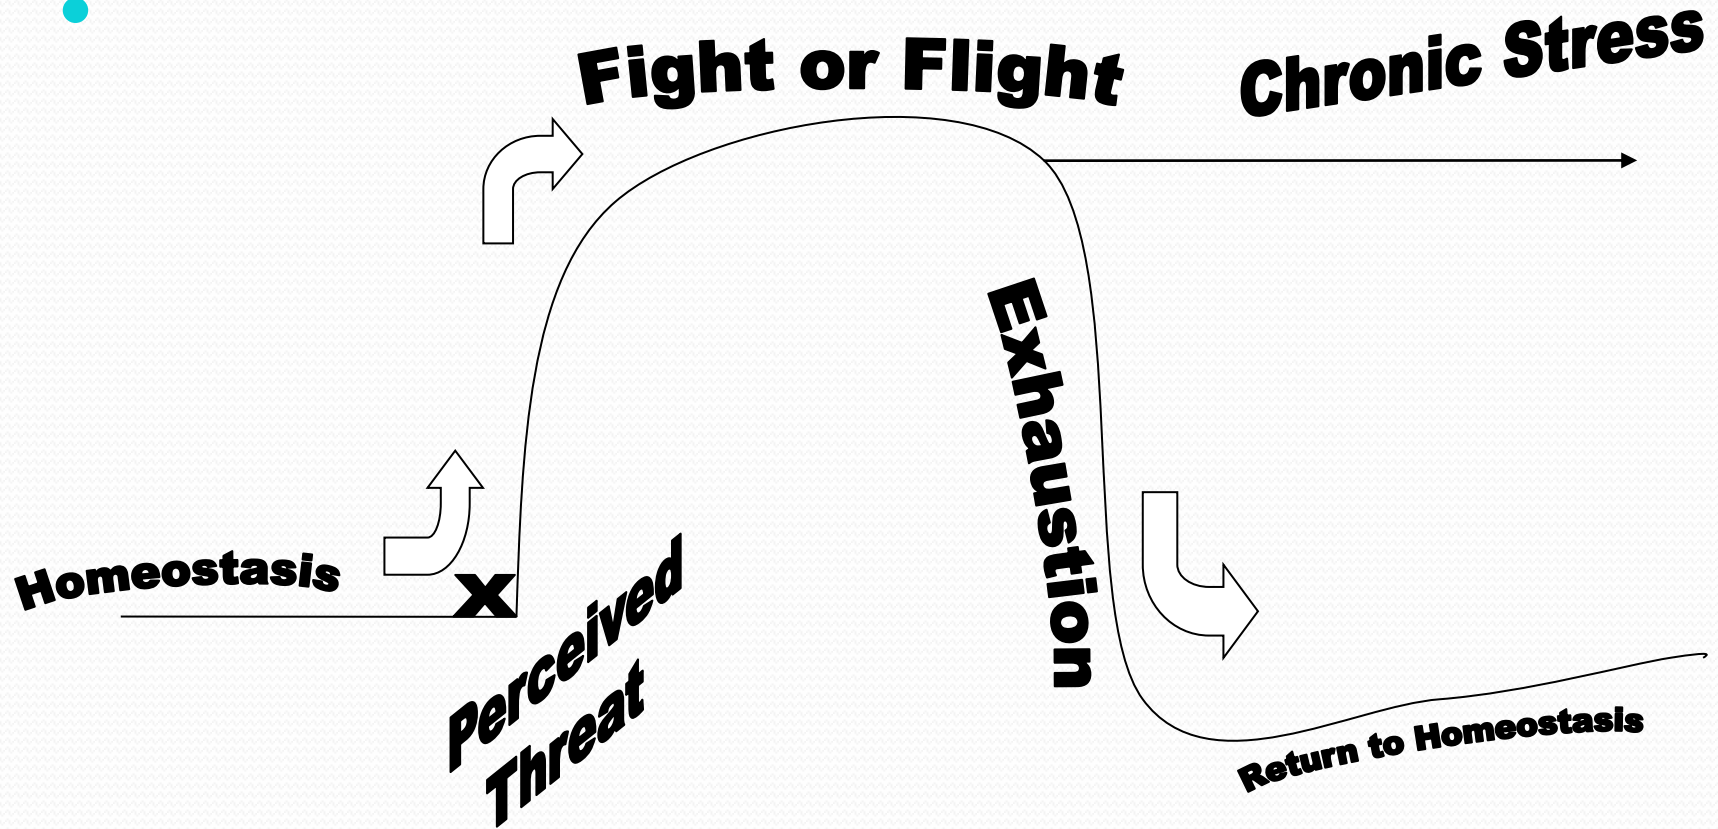 Fight or Flight
Chronic Stress
Homeostasis
X
Perceived
Threat
Exhaustion
Return to Homeostasis